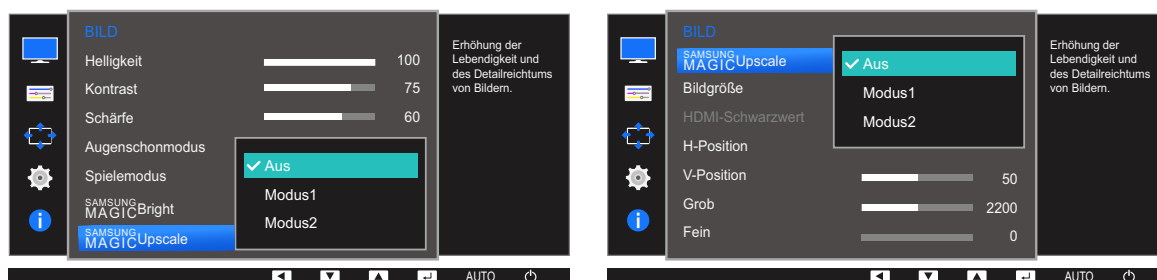 BILD
Helligkeit 100
Kontrast 75
Schärfe 60
Augenschonmodus
Spielemodus
SAMSUNG
MAGICBright
SAMSUNG
MAGICUpscale
Aus
Modus1
Modus2
Erhöhung der
Lebendigkeit und
des Detailreichtums
von Bildern.
AUTO
BILD
SAMSUNG
MAGICUpscale
Bildgröße
HDMI-Schwarzwert
H-Position
V-Position 50
Grob 2200
Fein 0
Aus
Modus1
Modus2
Erhöhung der
Lebendigkeit und
des Detailreichtums
von Bildern.
AUTO